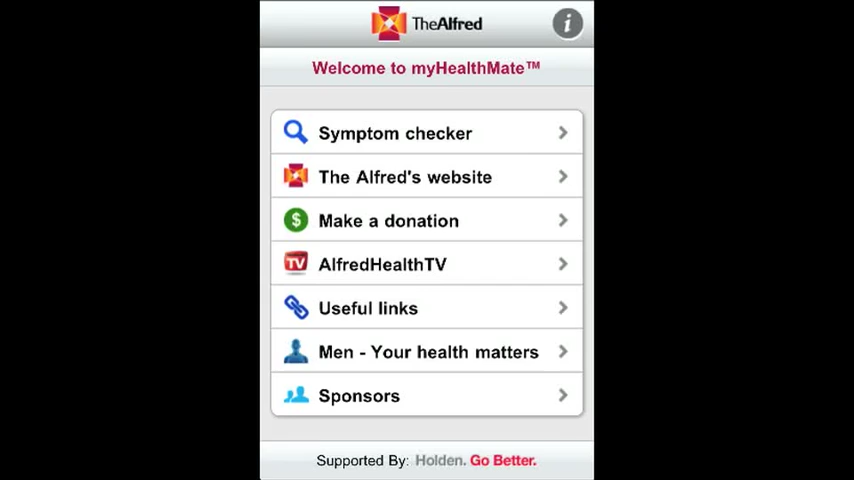 TheAlfred
i
Welcome to myHealthMate™
Symptom checker
The Alfred's website
$ Make a donation
TV AlfredHealthTV
Useful links
Men - Your health matters
Sponsors
Supported By: Holden. Go Better.